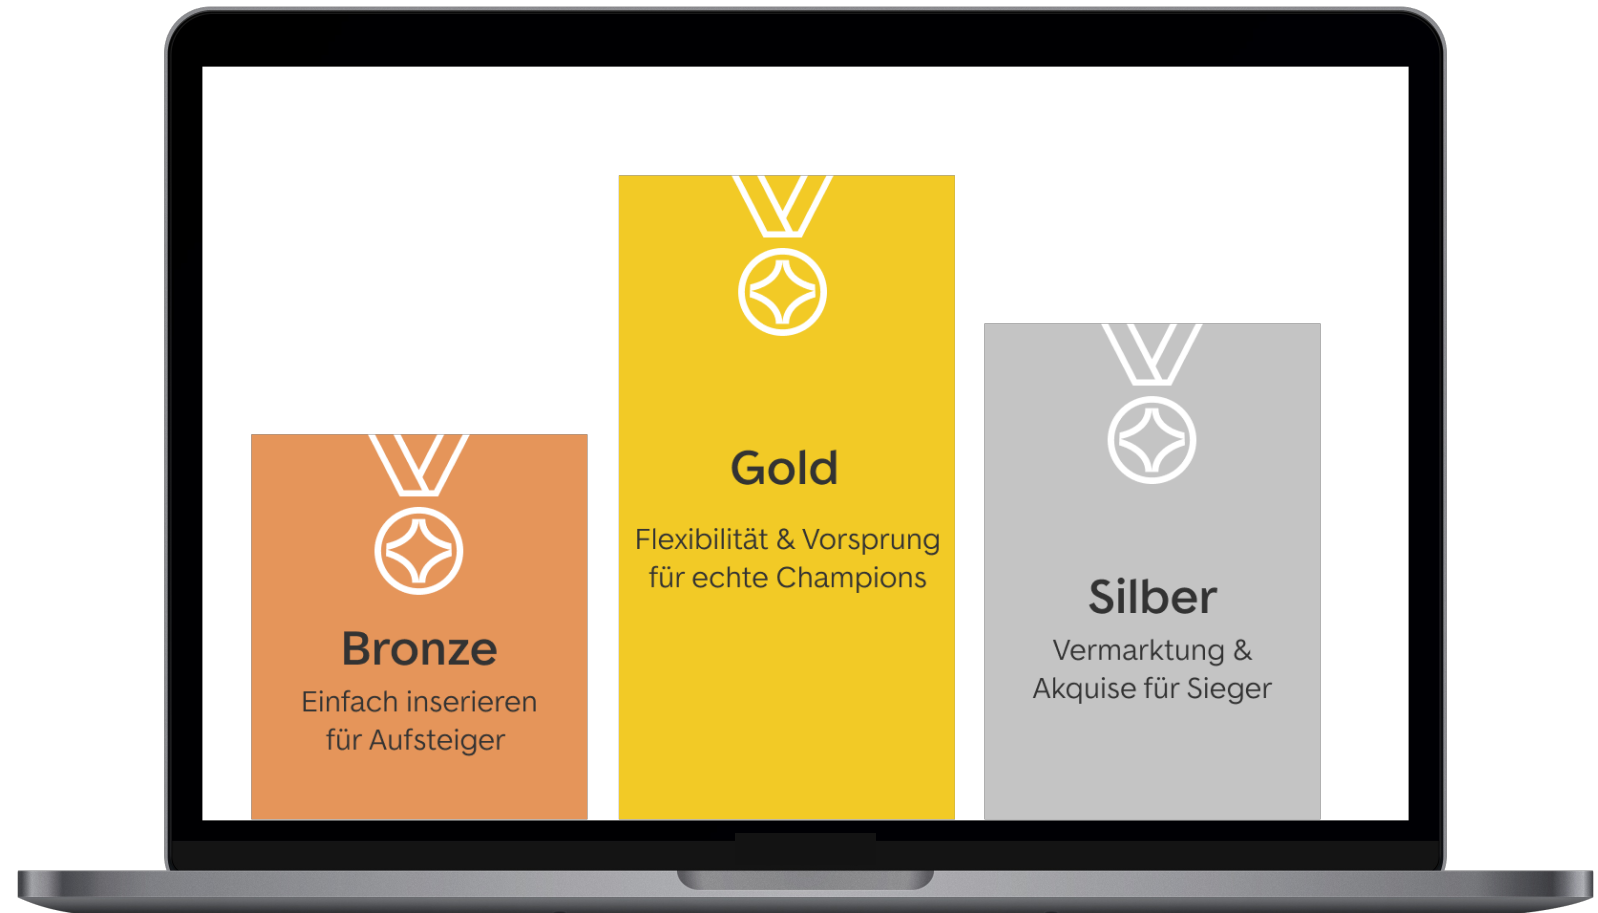 Bronze
Einfach inserieren
für Aufsteiger
Gold
Flexibilität & Vorsprung
für echte Champions
Silber
Vermarktung &
Akquise für Sieger